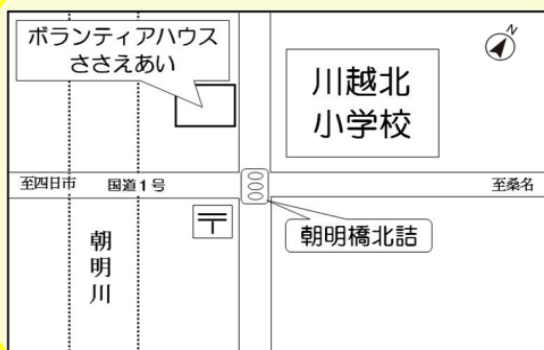 ボランティアハウス
ささえあい
N
川越北
小学校
至四日市
国道1号
至桑名
〒
朝明橋北詰
朝明川